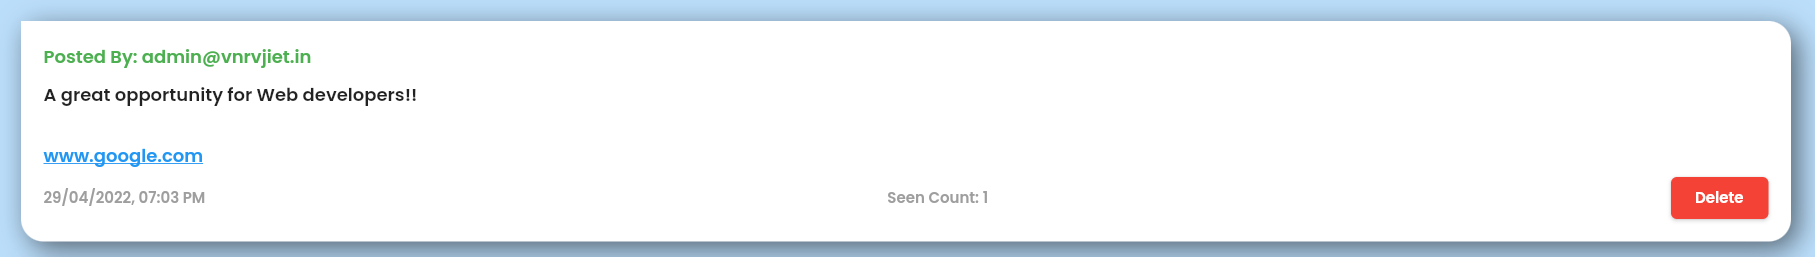 Posted By: admin@vnrvjiet.in
A great opportunity for Web developers!!
www.google.com
29/04/2022, 07:03 PM
Seen Count: 1
Delete